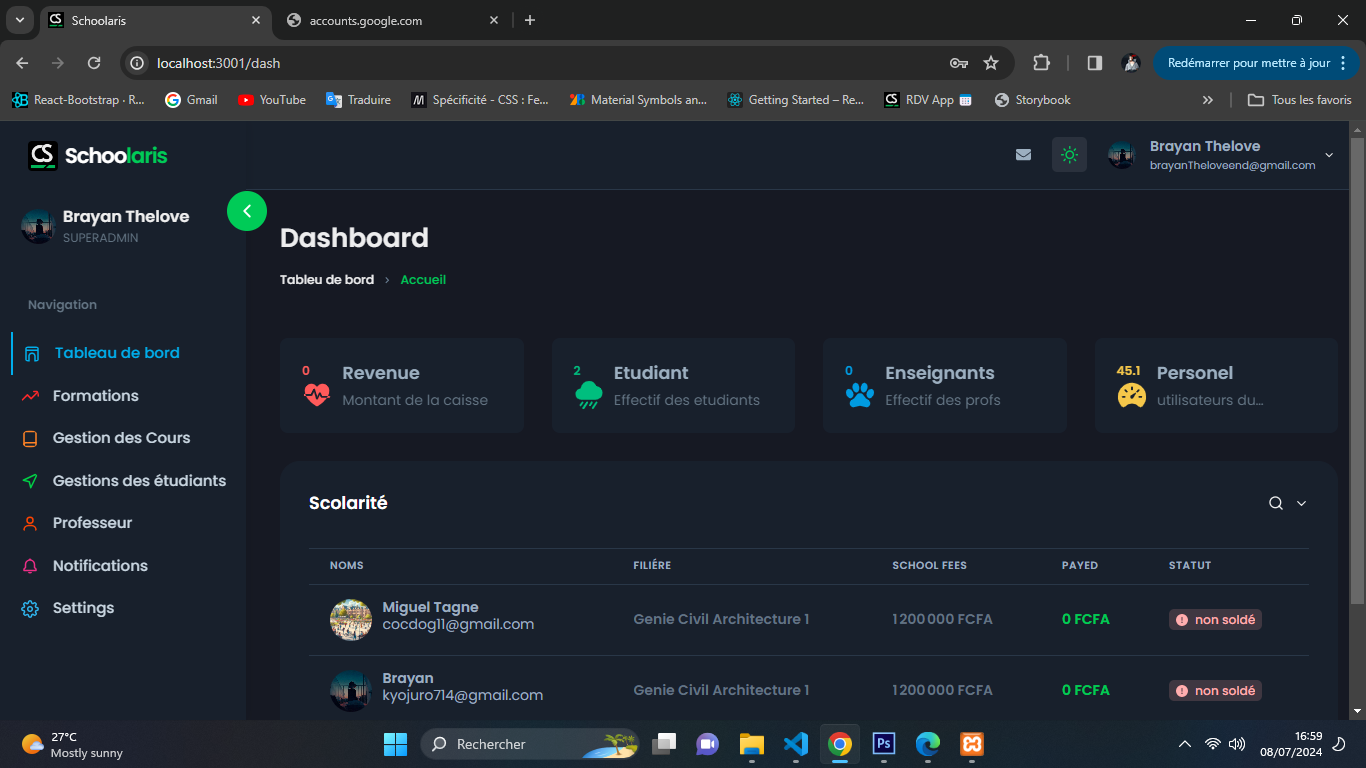 Schoolaris
accounts.google.com
localhost:3001/dash
Redémarrer pour mettre à jour
React-Bootstrap · R...
Gmail
YouTube
Traduire
Spécificité - CSS : Fe...
Material Symbols an...
Getting Started – Re...
RDV App
Storybook
Tous les favoris
CS Schoolaris
Brayan Thelove
brayanTheloveend@gmail.com
Brayan Thelove
SUPERADMIN
Navigation
Tableau de bord
Formations
Gestion des Cours
Gestions des étudiants
Professeur
Notifications
Settings
Dashboard
Tableu de bord > Accueil
0 Revenue
Montant de la caisse
2 Etudiant
Effectif des etudiants
0 Enseignants
Effectif des profs
45.1 Personel
utilisateurs du...
Scolarité
NOMS FILIÉRE SCHOOL FEES PAYED STATUT
Miguel Tagne
cocdog11@gmail.com
Genie Civil Architecture 1 1 200 000 FCFA 0 FCFA non soldé
Brayan
kyojuro714@gmail.com
Genie Civil Architecture 1 1 200 000 FCFA 0 FCFA non soldé
27°C
Mostly sunny
Rechercher
Ps
16:59
08/07/2024